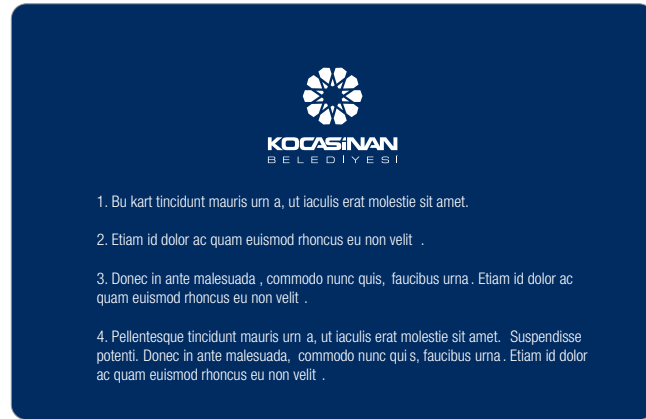 KOCASiNAN
BELEDİYESİ
1. Bu kart tincidunt mauris urn a, ut iaculis erat molestie sit amet.
2. Etiam id dolor ac quam euismod rhoncus eu non velit .
3. Donec in ante malesuada , commodo nunc quis, faucibus urna . Etiam id dolor ac
quam euismod rhoncus eu non velit .
4. Pellentesque tincidunt mauris urn a, ut iaculis erat molestie sit amet. Suspendisse
potenti. Donec in ante malesuada, commodo nunc qui s, faucibus urna . Etiam id dolor
ac quam euismod rhoncus eu non velit .